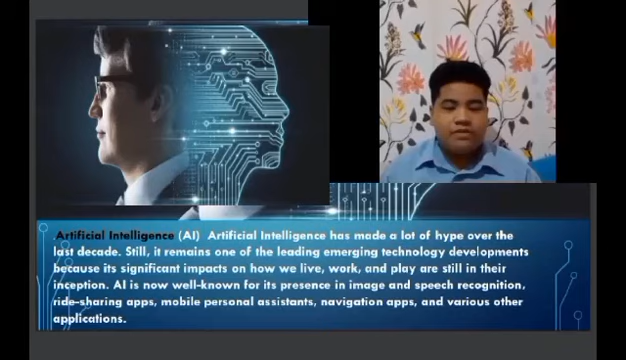 .Artificial Intelligence (AI) Artificial Intelligence has made a lot of hype over the
last decade. Still, it remains one of the leading emerging technology developments
because its significant impacts on how we live, work, and play are still in their
inception. AI is now well-known for its presence in image and speech recognition,
ride-sharing apps, mobile personal assistants, navigation apps, and various other
applications.